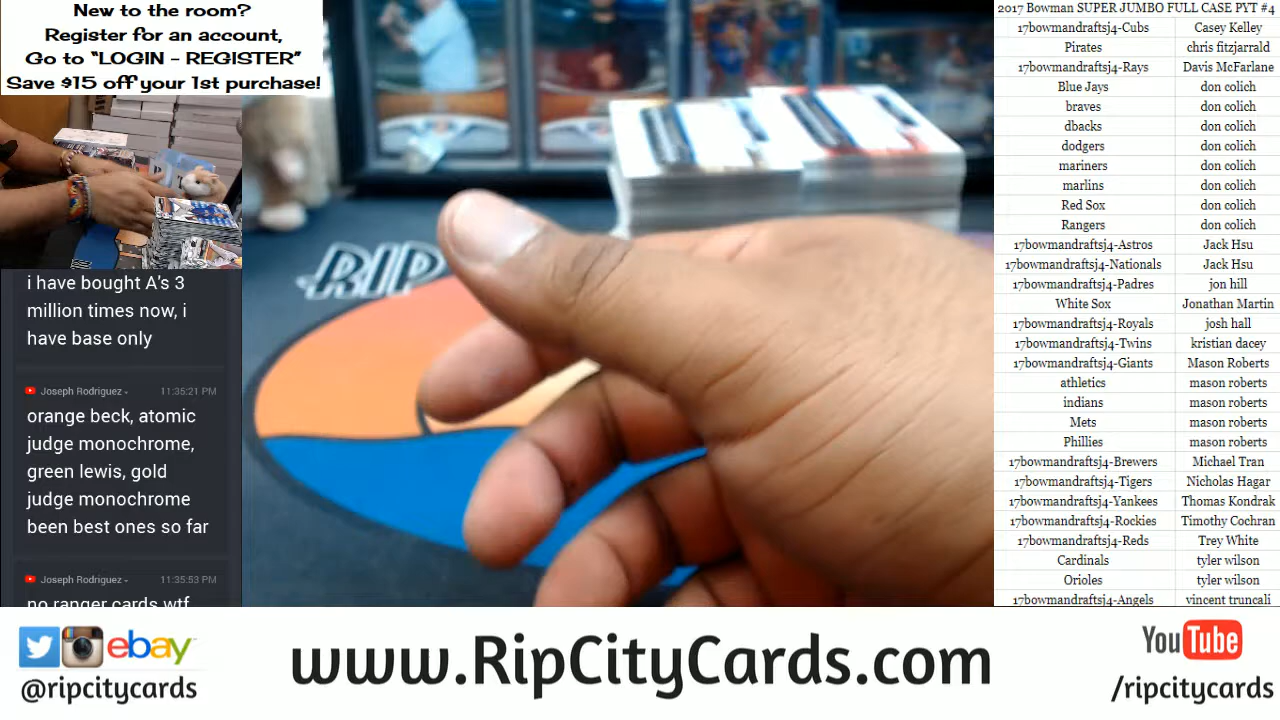 New to the room?
Register for an account,
Go to “LOGIN - REGISTER”
Save $15 off your 1st purchase!
i have bought A's 3
million times now, i
have base only
Joseph Rodriguez 11:35:21 PM
orange beck, atomic
judge monochrome,
green lewis, gold
judge monochrome
been best ones so far
Joseph Rodriguez 11:35:53 PM
no ranger cards wtf
RIP
2017 Bowman SUPER JUMBO FULL CASE PYT #4
17bowmandraftsj4-Cubs Casey Kelley
Pirates chris fitzjarrald
17bowmandraftsj4-Rays Davis McFarlane
Blue Jays don colich
braves don colich
dbacks don colich
dodgers don colich
mariners don colich
marlins don colich
Red Sox don colich
Rangers don colich
17bowmandraftsj4-Astros Jack Hsu
17bowmandraftsj4-Nationals Jack Hsu
17bowmandraftsj4-Padres jon hill
White Sox Jonathan Martin
17bowmandraftsj4-Royals josh hall
17bowmandraftsj4-Twins kristian dacey
17bowmandraftsj4-Giants Mason Roberts
athletics mason roberts
indians mason roberts
Mets mason roberts
Phillies mason roberts
17bowmandraftsj4-Brewers Michael Tran
17bowmandraftsj4-Tigers Nicholas Hagar
17bowmandraftsj4-Yankees Thomas Kondrak
17bowmandraftsj4-Rockies Timothy Cochran
17bowmandraftsj4-Reds Trey White
Cardinals tyler wilson
Orioles tyler wilson
17bowmandraftsj4-Angels vincent truncali
ebay
@ripcitycards
www.RipCityCards.com
YouTube
/ripcitycards